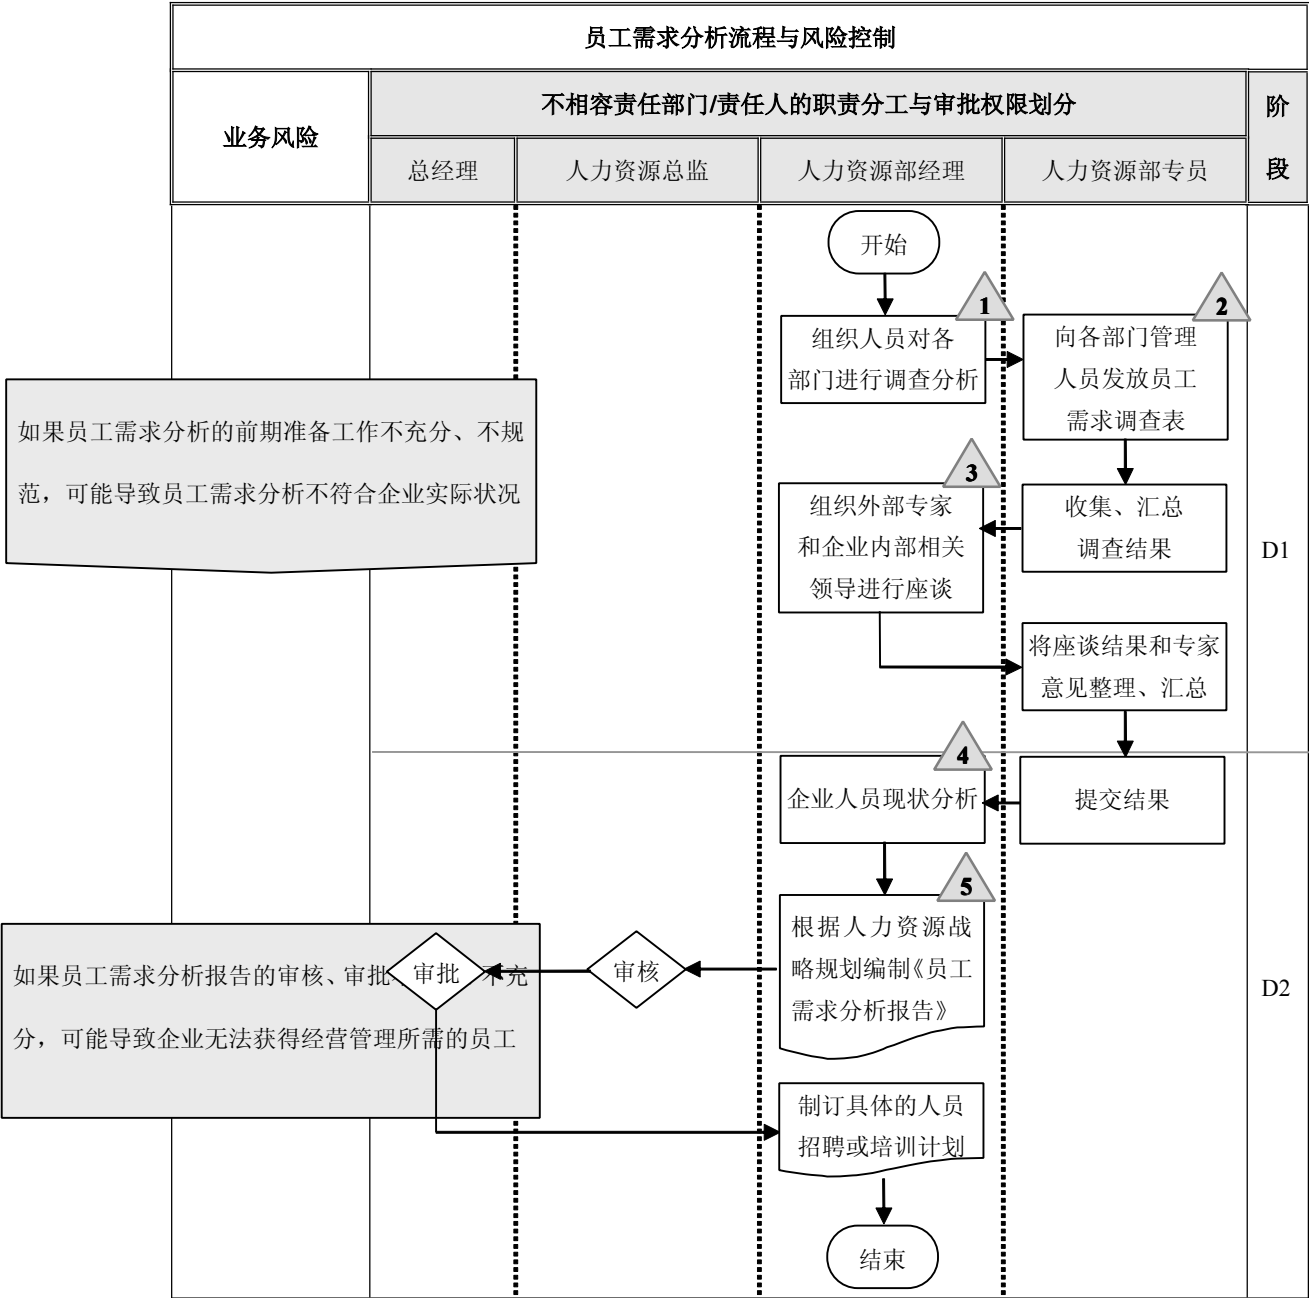 员工需求分析流程与风险控制
业务风险
不相容责任部门/责任人的职责分工与审批权限划分
阶
段
总经理
人力资源总监
人力资源部经理
人力资源部专员
开始
1
组织人员对各
部门进行调查分析
2
向各部门管理
人员发放员工
需求调查表
如果员工需求分析的前期准备工作不充分、不规
范，可能导致员工需求分析不符合企业实际状况
3
组织外部专家
和企业内部相关
领导进行座谈
收集、汇总
调查结果
D1
将座谈结果和专家
意见整理、汇总
4
企业人员现状分析
提交结果
5
根据人力资源战
略规划编制《员工
需求分析报告》
审核
审批
如果员工需求分析报告的审核、审批 不充
分，可能导致企业无法获得经营管理所需的员工
D2
制订具体的人员
招聘或培训计划
结束